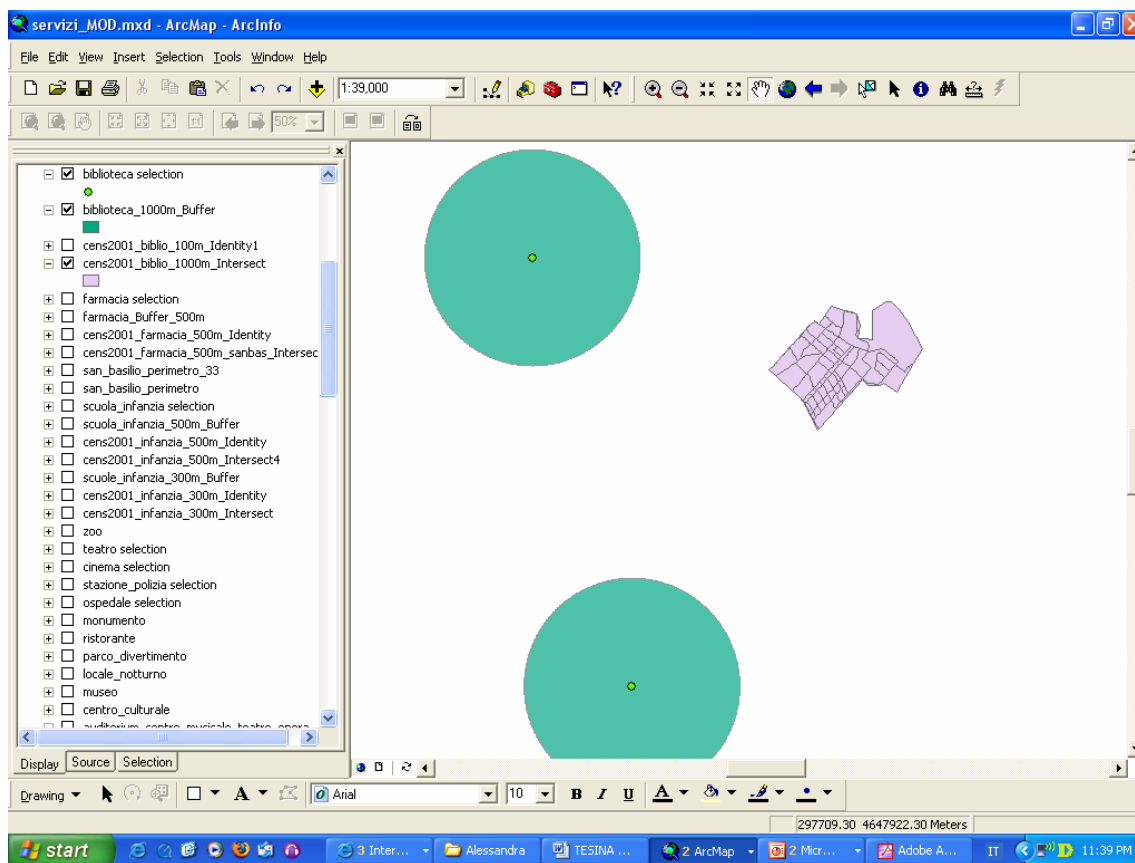 servizi_MOD.mxd - ArcMap - ArcInfo
File Edit View Insert Selection Tools Window Help
1:39,000
50%
biblioteca selection
biblioteca_1000m_Buffer
cens2001_biblio_100m_Identity1
cens2001_biblio_1000m_Intersect
farmacia selection
farmacia_Buffer_500m
cens2001_farmacia_500m_Identity
cens2001_farmacia_500m_sanbas_Intersec
san_basilio_perimetro_33
san_basilio_perimetro
scuola_infanzia selection
scuola_infanzia_500m_Buffer
cens2001_infanzia_500m_Identity
cens2001_infanzia_500m_Intersect4
scuole_infanzia_300m_Buffer
cens2001_infanzia_300m_Identity
cens2001_infanzia_300m_Intersect
zoo
teatro selection
cinema selection
stazione_polizia selection
ospedale selection
monumento
ristorante
parco_divertimento
locale_notturno
museo
centro_culturale
auditorium_centro_musicale_teatro_opera
Display Source Selection
Drawing A Arial 10 B I U A
297709.30 4647922.30 Meters
start 3 Inter... Alessandra TESINA ... 2 ArcMap 2 Micr... Adobe A... IT 11:39 PM